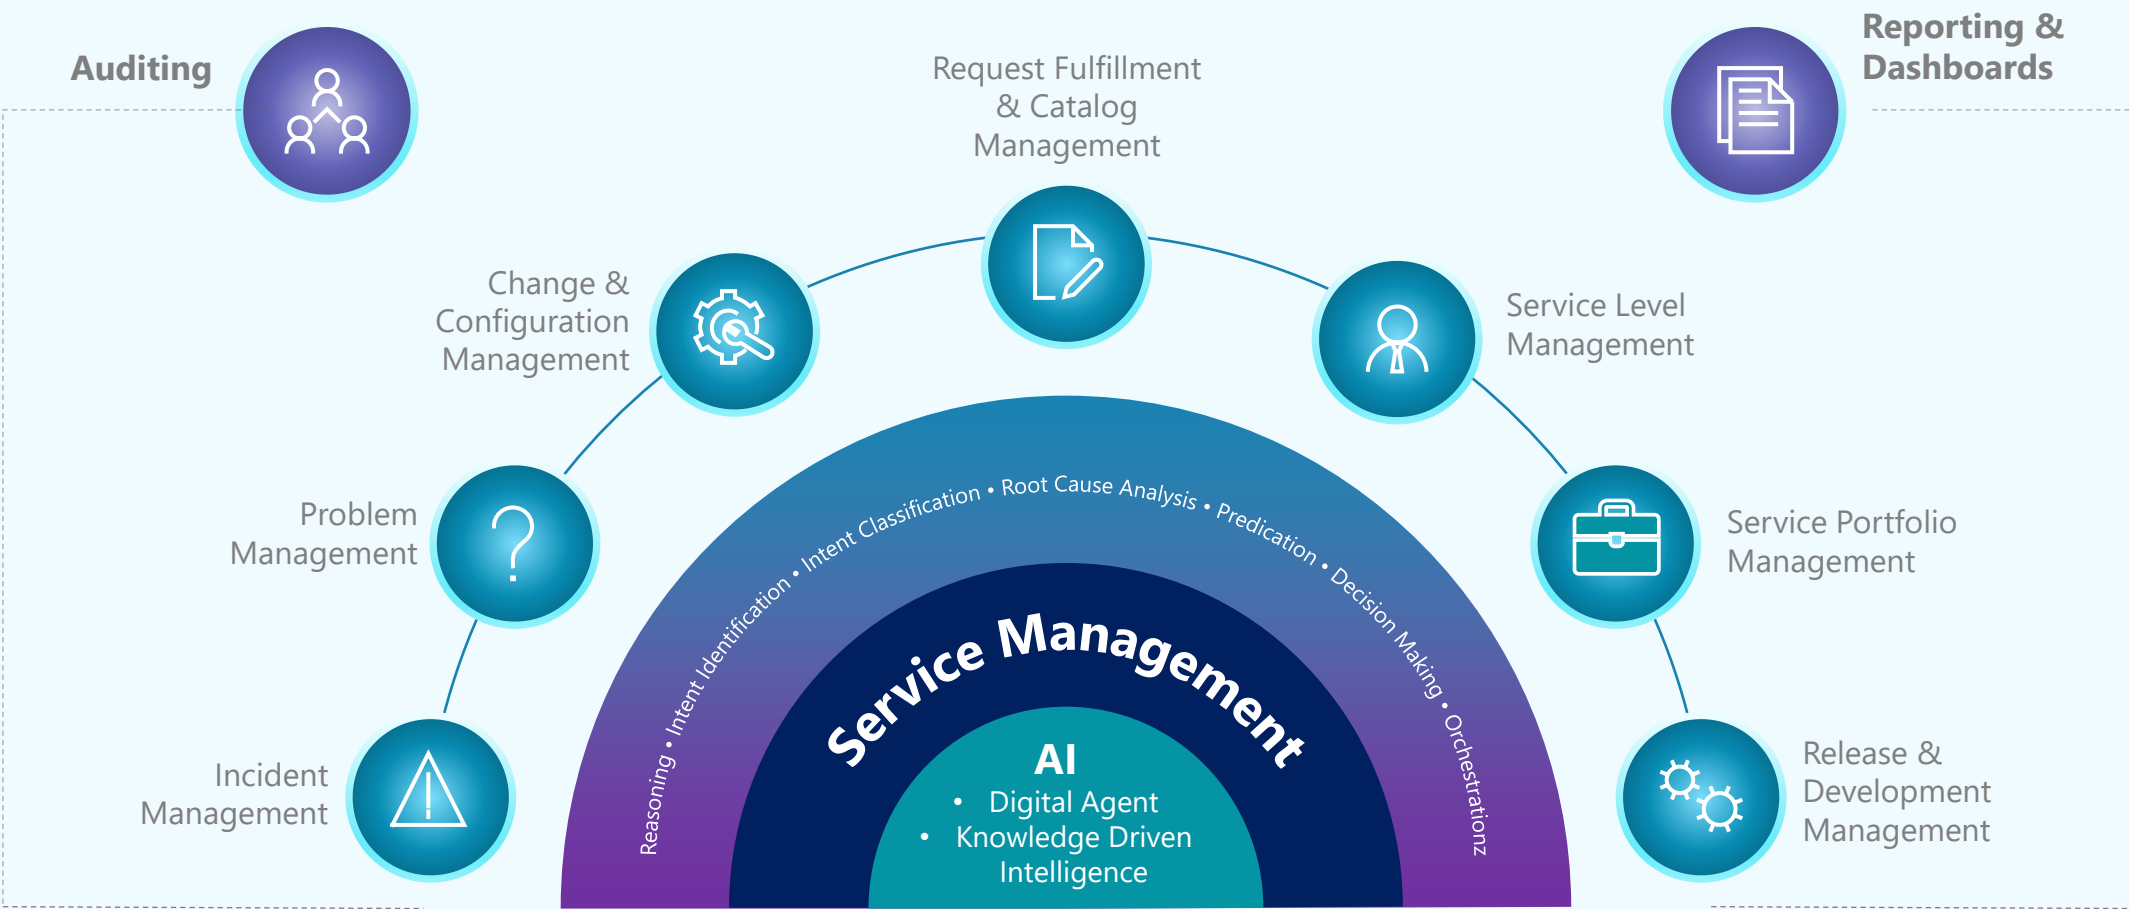 Auditing
Reporting &
Dashboards
Request Fulfillment
& Catalog
Management
Change &
Configuration
Management
Service Level
Management
Problem
Management
Service Portfolio
Management
Incident
Management
Release &
Development
Management
Reasoning • Intent Identification • Intent Classification • Root Cause Analysis • Predication • Decision Making • Orchestrationz
Service Management
AI
• Digital Agent
• Knowledge Driven
Intelligence